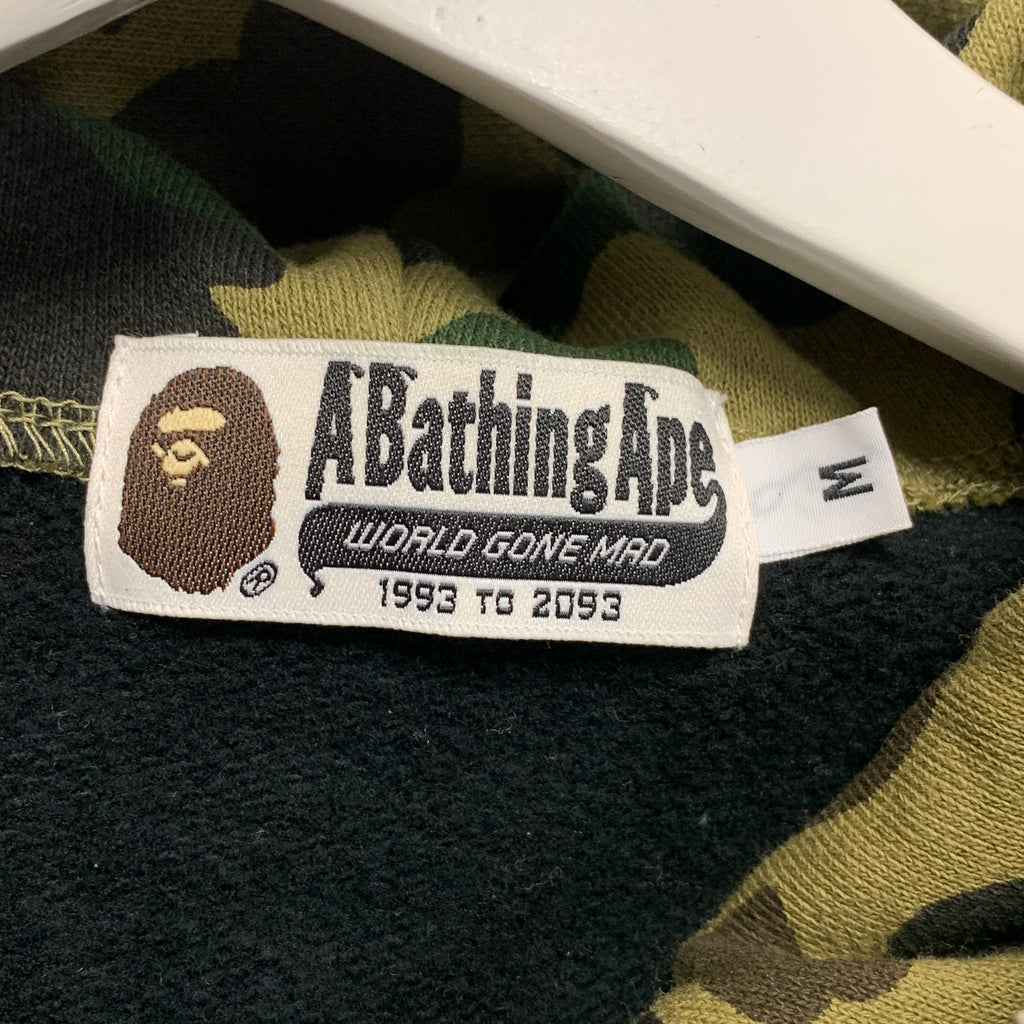 A Bathing Ape
WORLD GONE MAD
1993 TO 2093
®
M